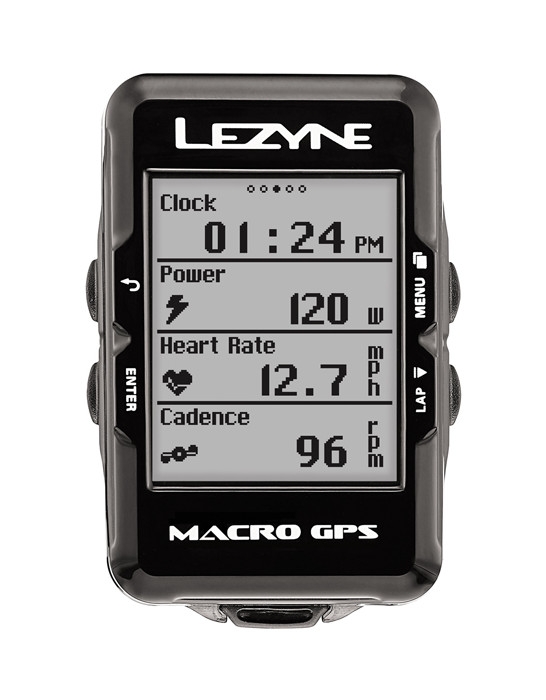 LEZYNE
Clock
01:24 PM
Power
120 w
Heart Rate
12.7 mph
Cadence
96 rpm
MENU
ENTER
LAP
MACRO GPS